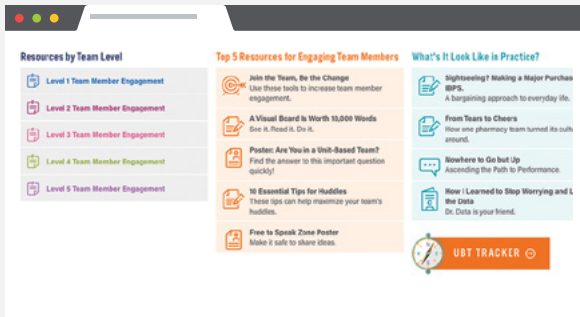 Resources by Team Level
Level 1 Team Member Engagement
Level 2 Team Member Engagement
Level 3 Team Member Engagement
Level 4 Team Member Engagement
Level 5 Team Member Engagement
Top 5 Resources for Engaging Team Members
Join the Team, Be the Change
Use these tools to increase team member
engagement.
A Visual Board Is Worth 10,000 Words
See it. Read it. Do it.
Poster: Are You in a Unit-Based Team?
Find the answer to this important question
quickly!
10 Essential Tips for Huddles
These tips can help maximize your team's
huddles.
Free to Speak Zone Poster
Make it safe to share ideas.
What's It Look Like in Practice?
Sightseeing? Making a Major
IBPS.
A bargaining approach to everyday life.
From Tears to Cheers
How one pharmacy team turned its
around.
Nowhere to Go but Up
Ascending the Path to Performance.
How I Learned to Stop Worrying and
the Data
Dr. Data is your friend.
UBT TRACKER